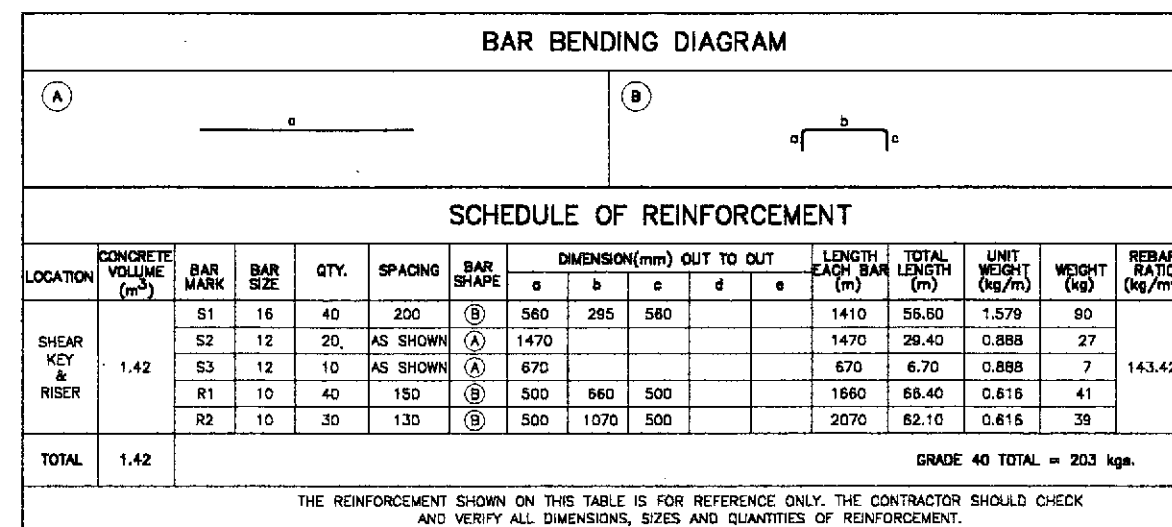 BAR BENDING DIAGRAM
A
a
B
a b c
SCHEDULE OF REINFORCEMENT
LOCATION CONCRETE VOLUME (m³) BAR MARK BAR SIZE QTY. SPACING BAR SHAPE DIMENSION(mm) OUT TO OUT LENGTH EACH BAR (m) TOTAL LENGTH (m) UNIT WEIGHT (kg/m) WEIGHT (kg) REBAR RATIO
a b c d e
SHEAR KEY & RISER 1.42
S1 16 40 200 B 560 295 560 1410 56.60 1.579 90
S2 12 20 AS SHOWN A 1470 1470 29.40 0.888 27
S3 12 10 AS SHOWN A 670 670 6.70 0.888 7 143.42
R1 10 40 150 B 500 660 500 1660 66.40 0.616 41
R2 10 30 130 B 500 1070 500 2070 62.10 0.616 39
TOTAL 1.42 GRADE 40 TOTAL = 203 kgs.
THE REINFORCEMENT SHOWN ON THIS TABLE IS FOR REFERENCE ONLY. THE CONTRACTOR SHOULD CHECK
AND VERIFY ALL DIMENSIONS, SIZES AND QUANTITIES OF REINFORCEMENT.